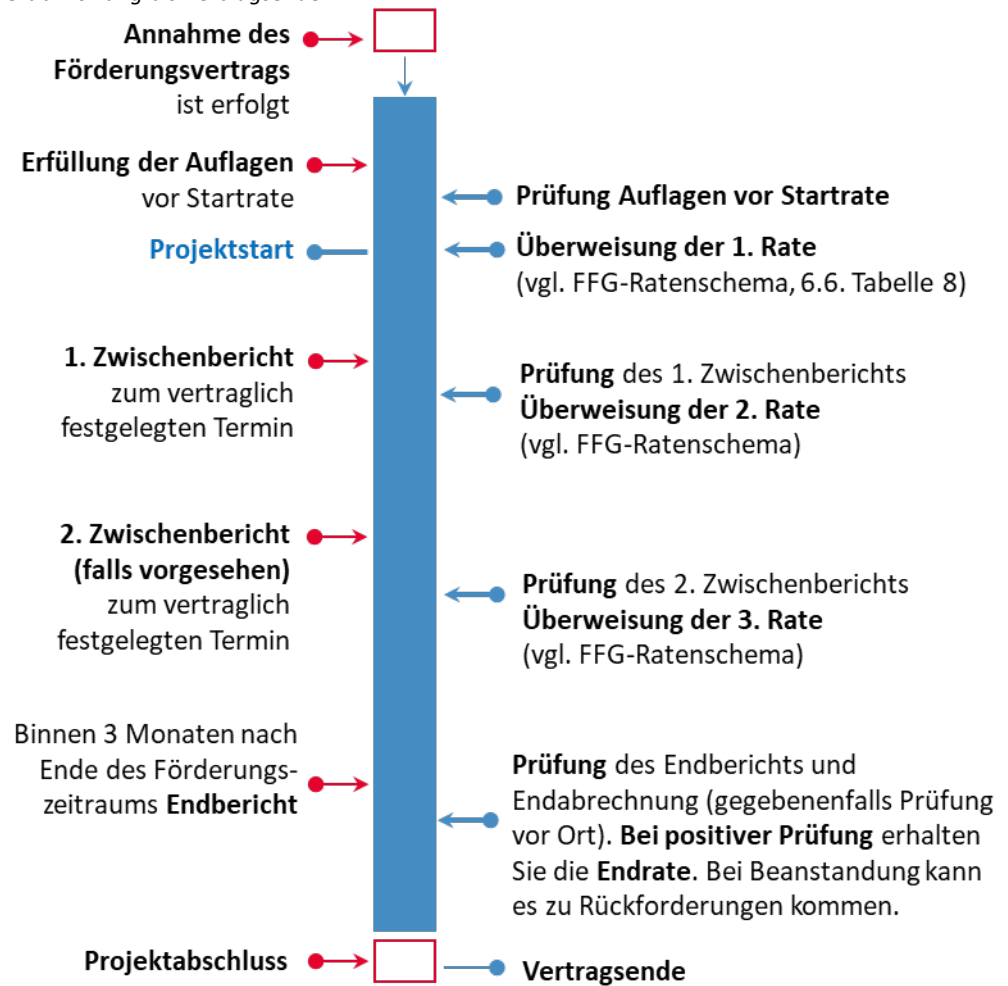 Annahme des
Förderungsvertrags
ist erfolgt
Erfüllung der Auflagen
vor Startrate
Prüfung Auflagen vor Startrate
Projektstart
Überweisung der 1. Rate
(vgl. FFG-Ratenschema, 6.6. Tabelle 8)
1. Zwischenbericht
zum vertraglich
festgelegten Termin
Prüfung des 1. Zwischenberichts
Überweisung der 2. Rate
(vgl. FFG-Ratenschema)
2. Zwischenbericht
(falls vorgesehen)
zum vertraglich
festgelegten Termin
Prüfung des 2. Zwischenberichts
Überweisung der 3. Rate
(vgl. FFG-Ratenschema)
Binnen 3 Monaten nach
Ende des Förderungs-
zeitraums Endbericht
Prüfung des Endberichts und
Endabrechnung (gegebenenfalls Prüfung
vor Ort). Bei positiver Prüfung erhalten
Sie die Endrate. Bei Beanstandung kann
es zu Rückforderungen kommen.
Projektabschluss
Vertragsende